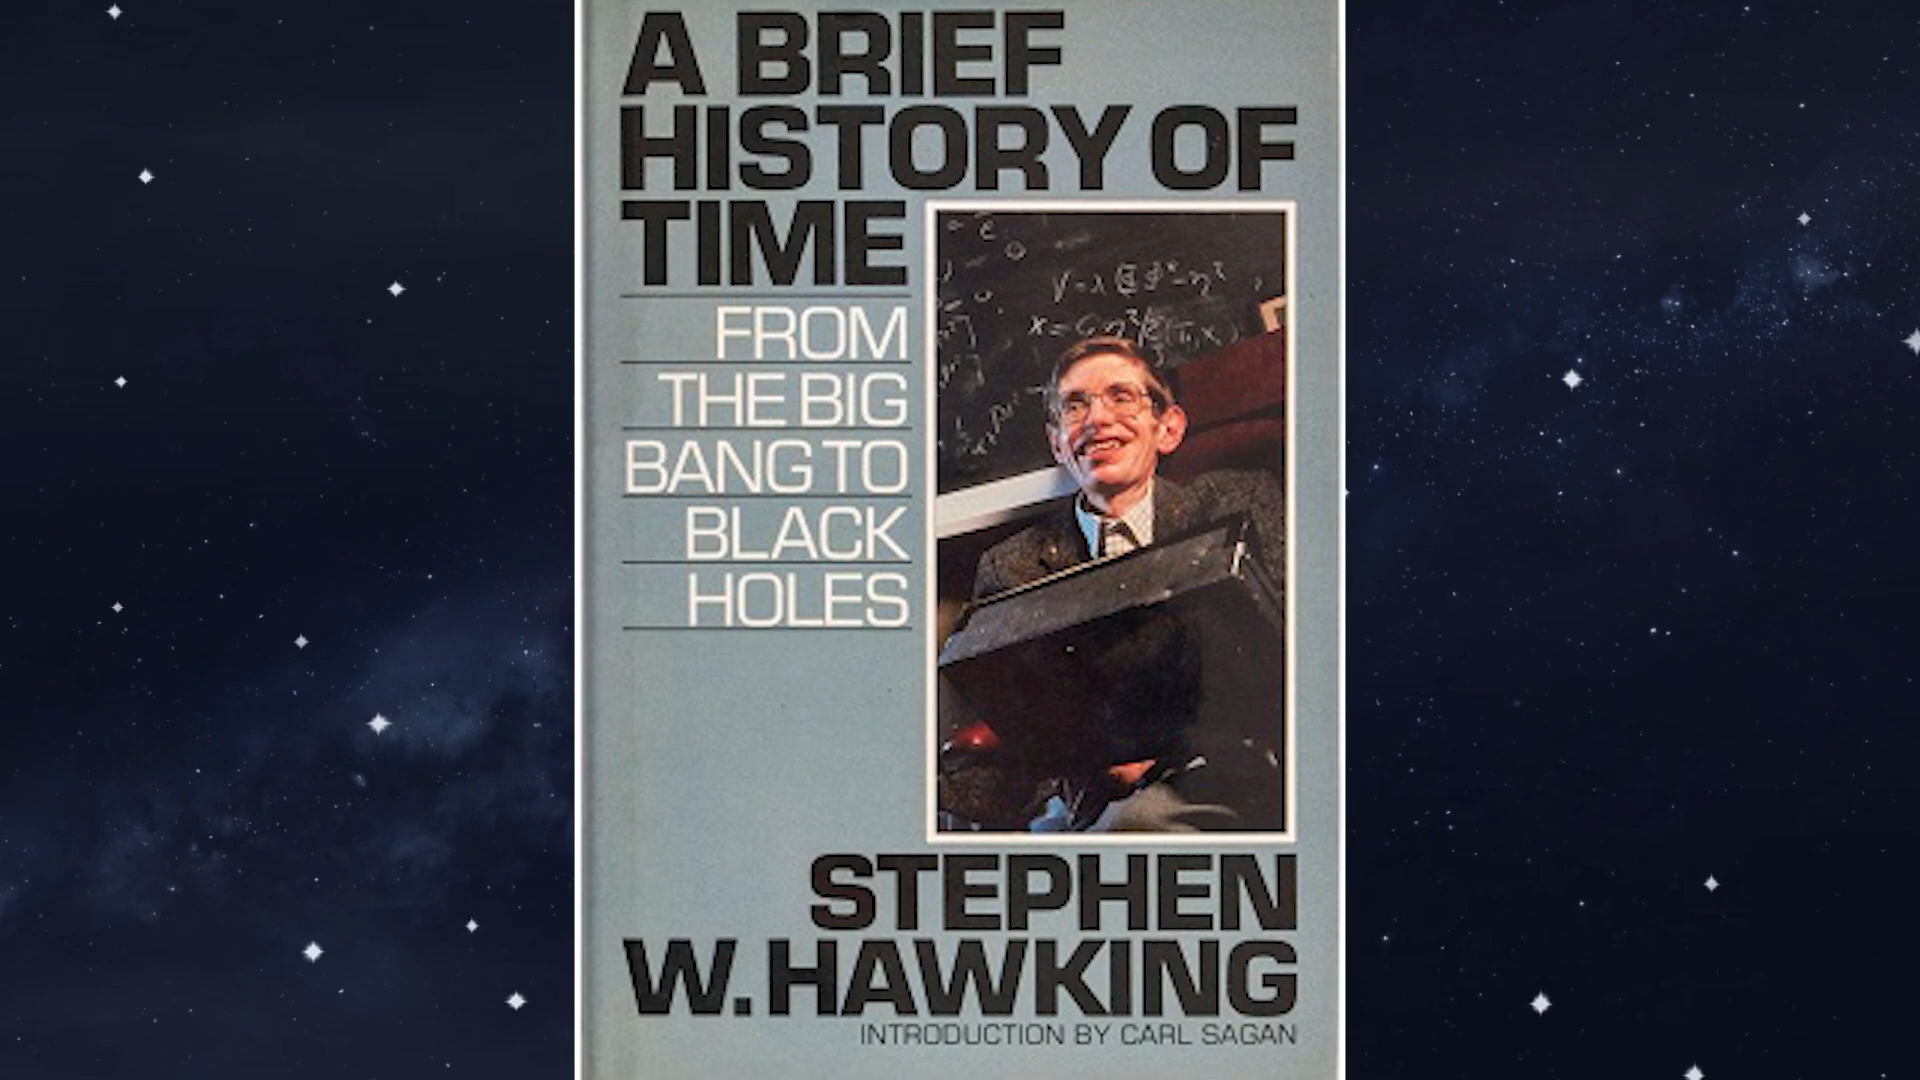 A BRIEF
HISTORY OF
TIME
FROM
THE BIG
BANG TO
BLACK
HOLES
STEPHEN
W. HAWKING
INTRODUCTION BY CARL SAGAN